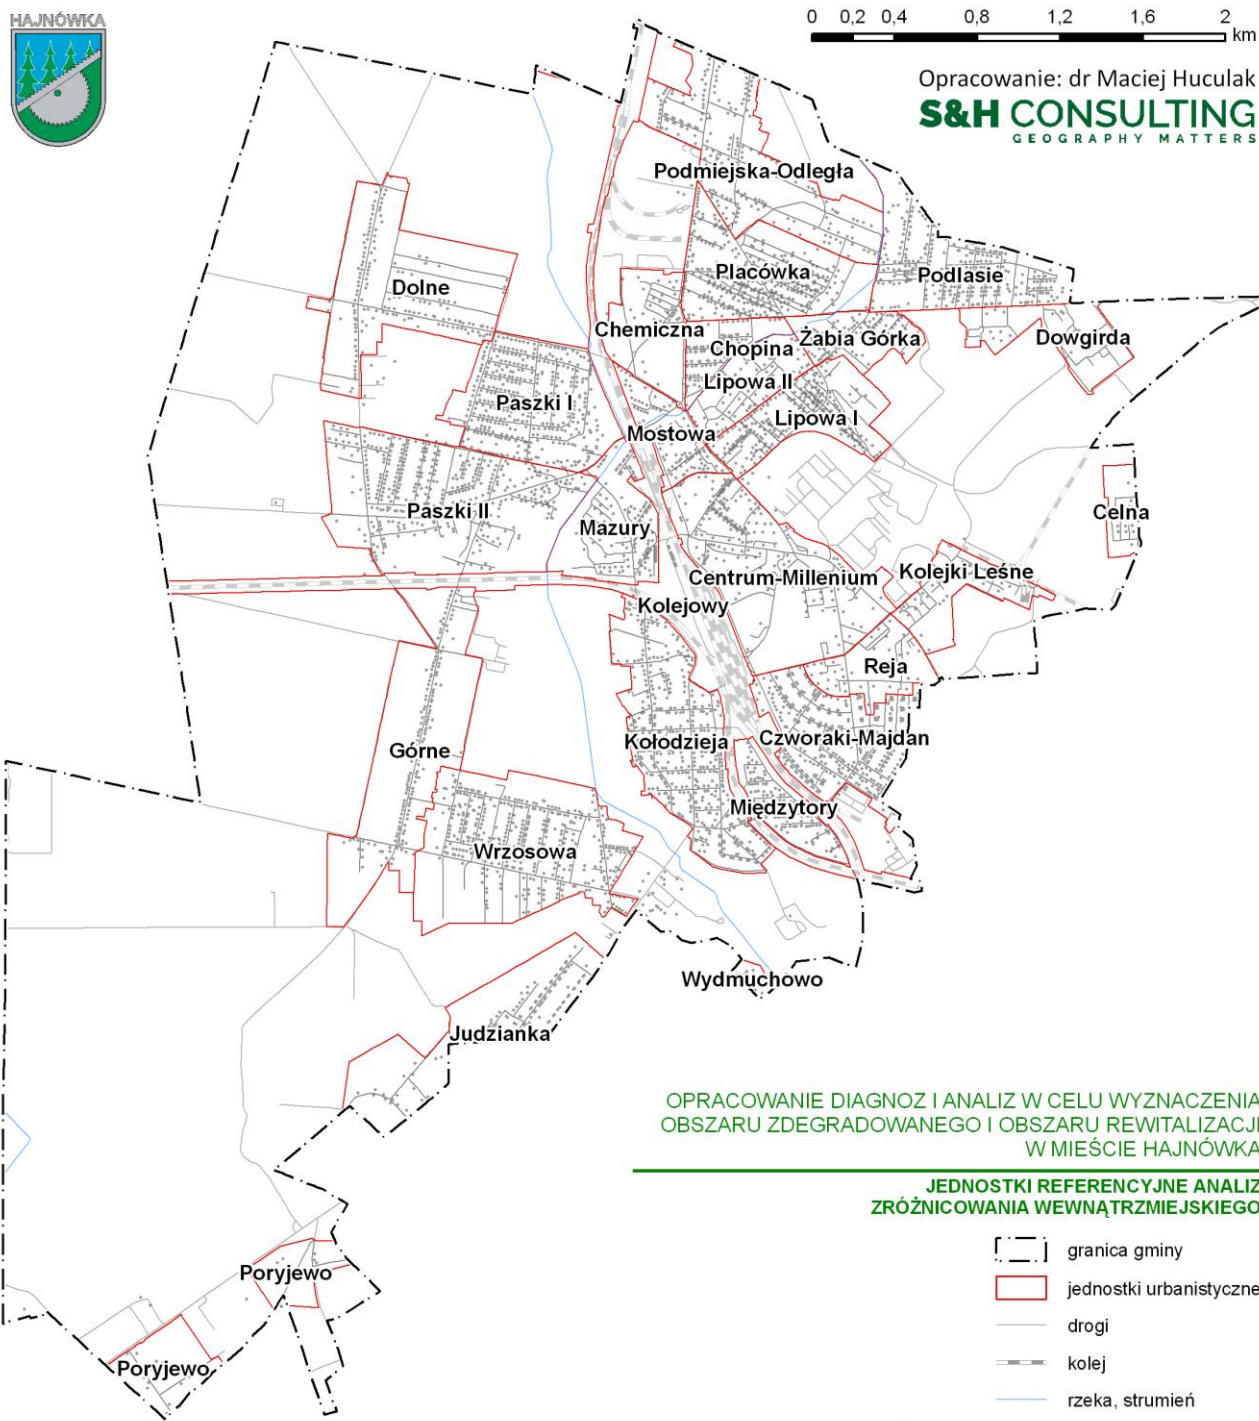 HAJNÓWKA
0 0,2 0,4 0,8 1,2 1,6 2
km
Opracowanie: dr Maciej Huculak
S&H CONSULTING
GEOGRAPHY MATTERS
Podmiejska-Odległa
Placówka
Podlasie
Dolne
Chemiczna
Chopina
Żabia Górka
Dowgirda
Lipowa II
Paszki I
Lipowa I
Mostowa
Paszki II
Mazury
Celna
Centrum-Millenium
Kolejki Leśne
Kolejowy
Reja
Górne
Kołodzieja
Czworaki-Majdan
Międzytory
Wrzosowa
Wydmuchowo
Judzianka
Poryjewo
Poryjewo
OPRACOWANIE DIAGNOZ I ANALIZ W CELU WYZNACZENIA
OBSZARU ZDEGRADOWANEGO I OBSZARU REWITALIZACJI
W MIEŚCIE HAJNÓWKA
JEDNOSTKI REFERENCYJNE ANALIZ
ZRÓŻNICOWANIA WEWNĄTRZMIEJSKIEGO
granica gminy
jednostki urbanistyczne
drogi
kolej
rzeka, strumień